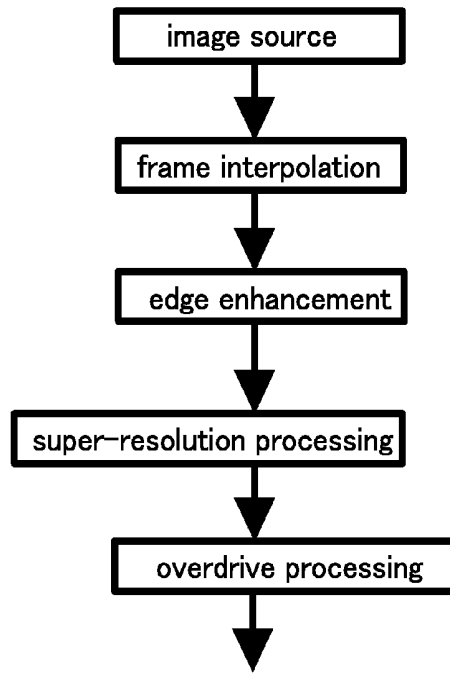 image source
frame interpolation
edge enhancement
super-resolution processing
overdrive processing